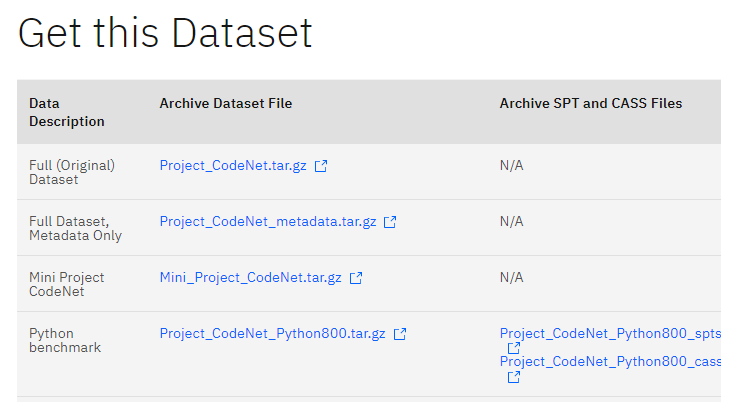 Get this Dataset
Data Description Archive Dataset File Archive SPT and CASS Files
Full (Original) Dataset Project_CodeNet.tar.gz N/A
Full Dataset, Metadata Only Project_CodeNet_metadata.tar.gz N/A
Mini Project CodeNet Mini_Project_CodeNet.tar.gz N/A
Python benchmark Project_CodeNet_Python800.tar.gz Project_CodeNet_Python800_spts
Project_CodeNet_Python800_cass